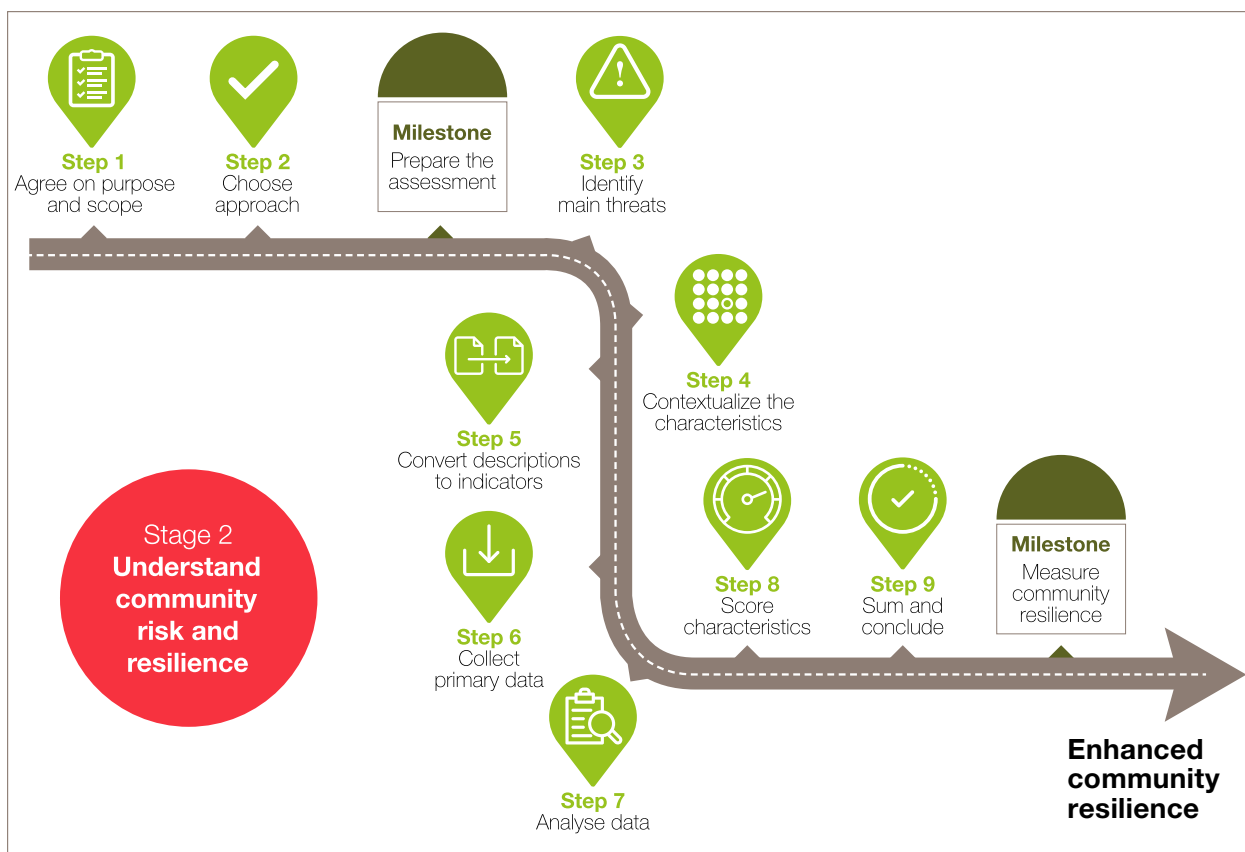 Step 1
Agree on purpose
and scope
Step 2
Choose
approach
Milestone
Prepare the
assessment
Step 3
Identify
main threats
Step 4
Contextualize the
characteristics
Step 5
Convert descriptions
to indicators
Stage 2
Understand
community
risk and
resilience
Step 6
Collect
primary data
Step 7
Analyse data
Step 8
Score
characteristics
Step 9
Sum and
conclude
Milestone
Measure
community
resilience
Enhanced
community
resilience